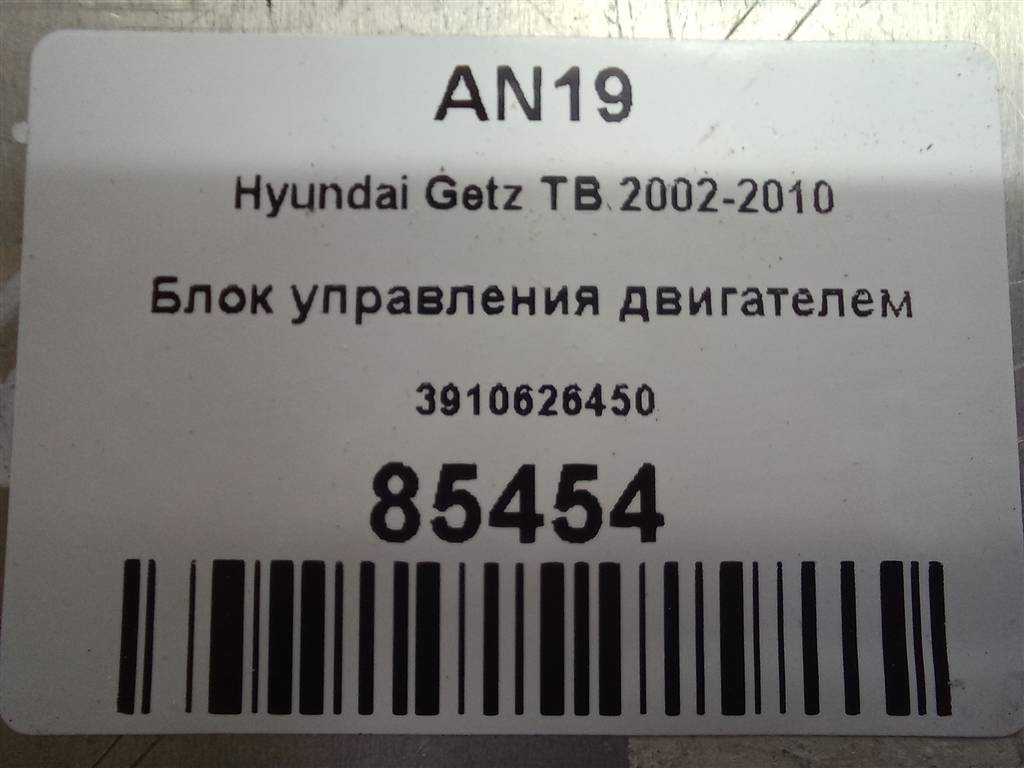 AN19
Hyundai Getz TB 2002-2010
Блок управления двигателем
3910626450
85454